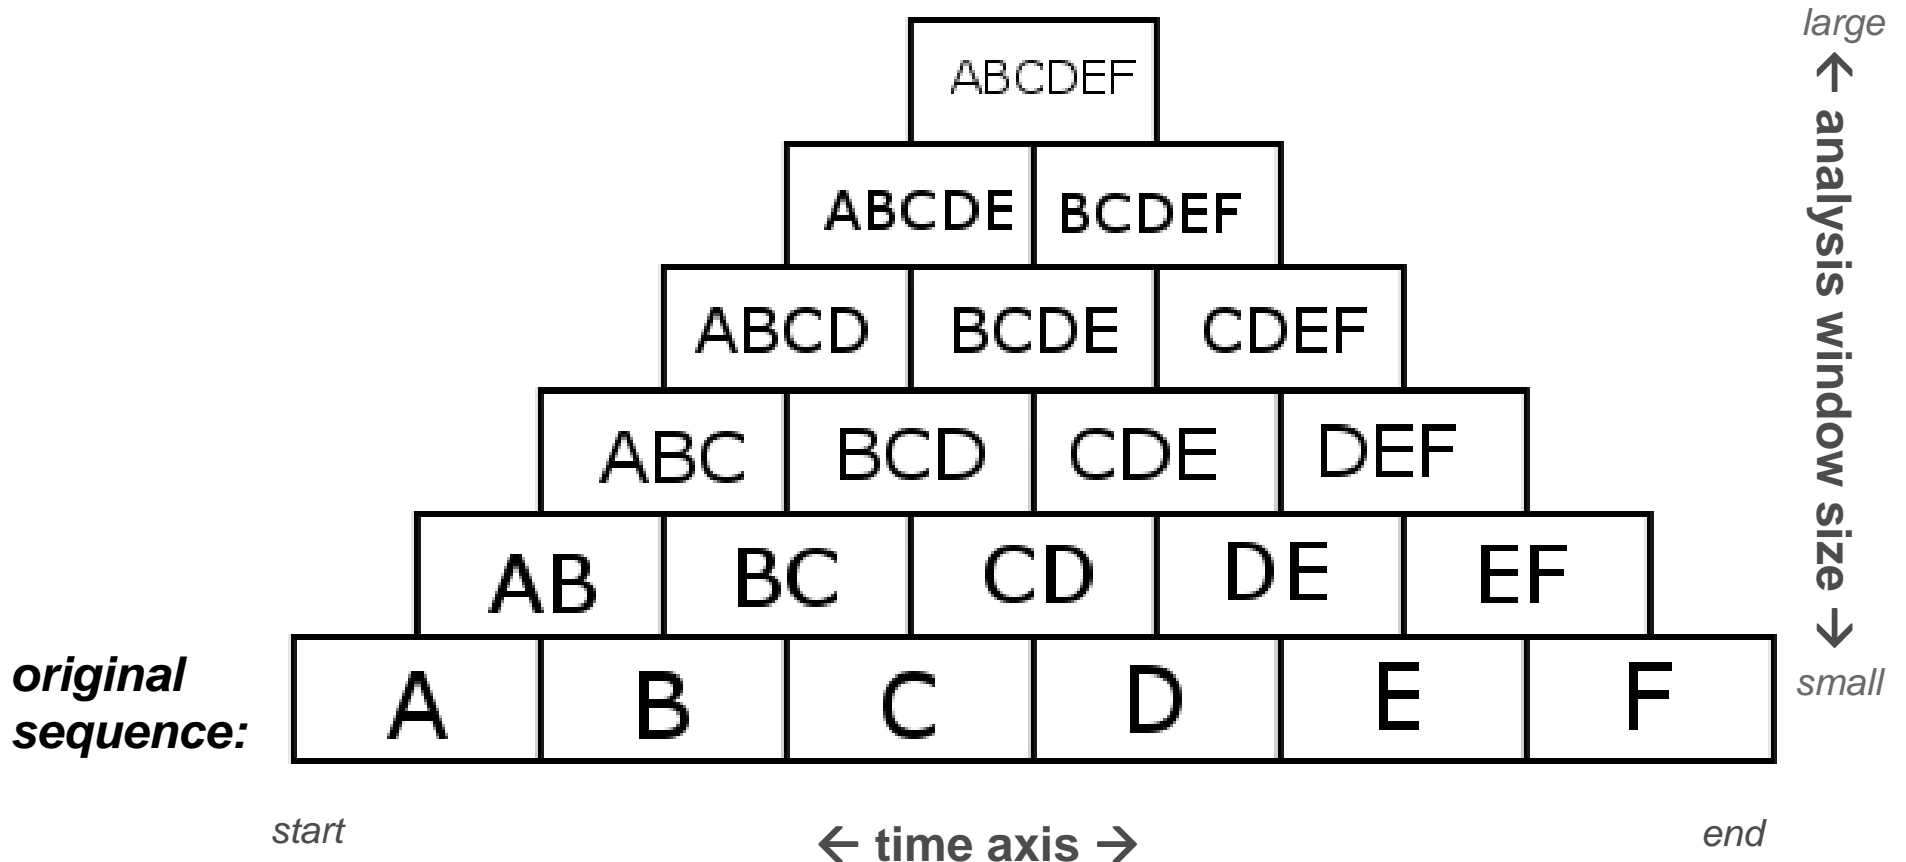 large
ABCDEF
ABCDE BCDEF
ABCD BCDE CDEF
ABC BCD CDE DEF
AB BC CD DE EF
← analysis window size →
original
sequence:
A B C D E F
small
start ← time axis → end